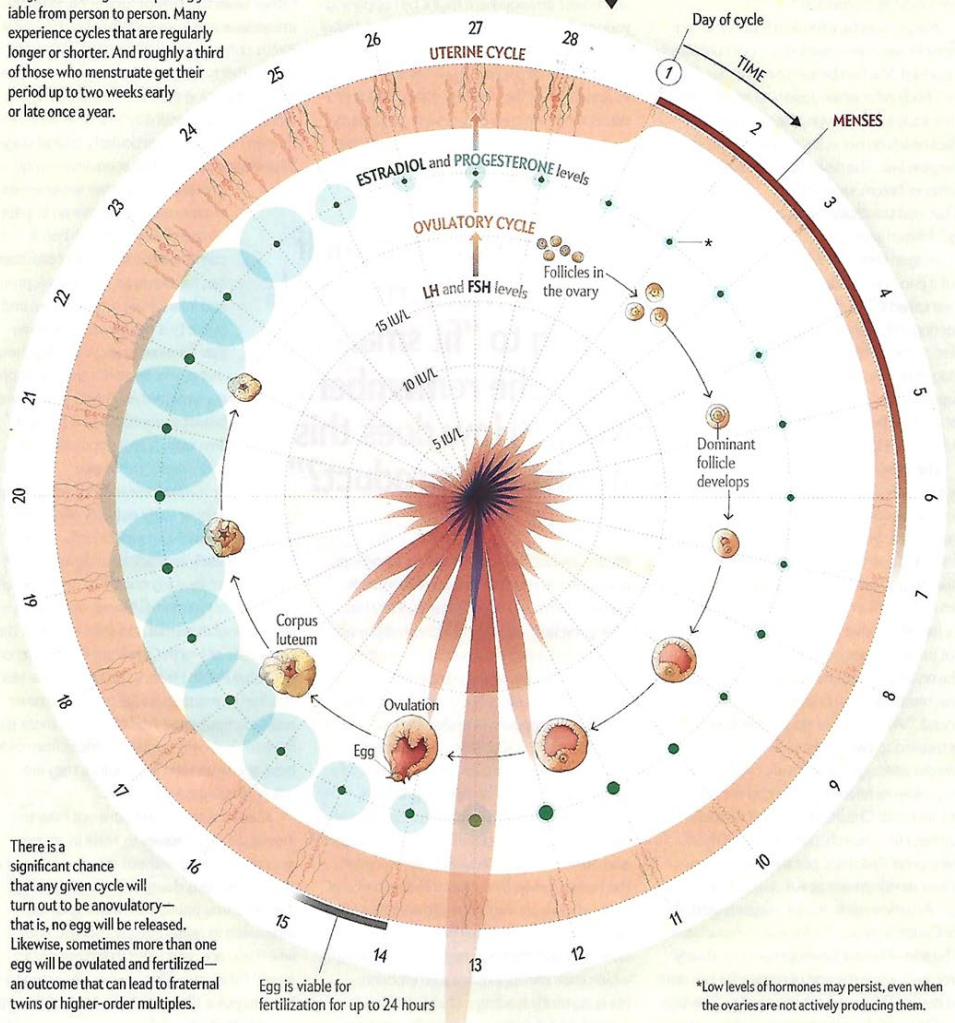 iable from person to person. Many
experience cycles that are regularly
longer or shorter. And roughly a third
of those who menstruate get their
period up to two weeks early
or late once a year.
Day of cycle
1
TIME
MENSES
2
3
4
5
6
7
8
9
10
11
12
13
14
15
16
17
18
19
20
21
22
23
24
25
26
27
28
UTERINE CYCLE
ESTRADIOL and PROGESTERONE levels
OVULATORY CYCLE
LH and FSH levels
15 IU/L
10 IU/L
5 IU/L
*
Follicles in
the ovary
Dominant
follicle
develops
Ovulation
Egg
Corpus
luteum
There is a
significant chance
that any given cycle will
turn out to be anovulatory—
that is, no egg will be released.
Likewise, sometimes more than one
egg will be ovulated and fertilized—
an outcome that can lead to fraternal
twins or higher-order multiples.
Egg is viable for
fertilization for up to 24 hours
*Low levels of hormones may persist, even when
the ovaries are not actively producing them.